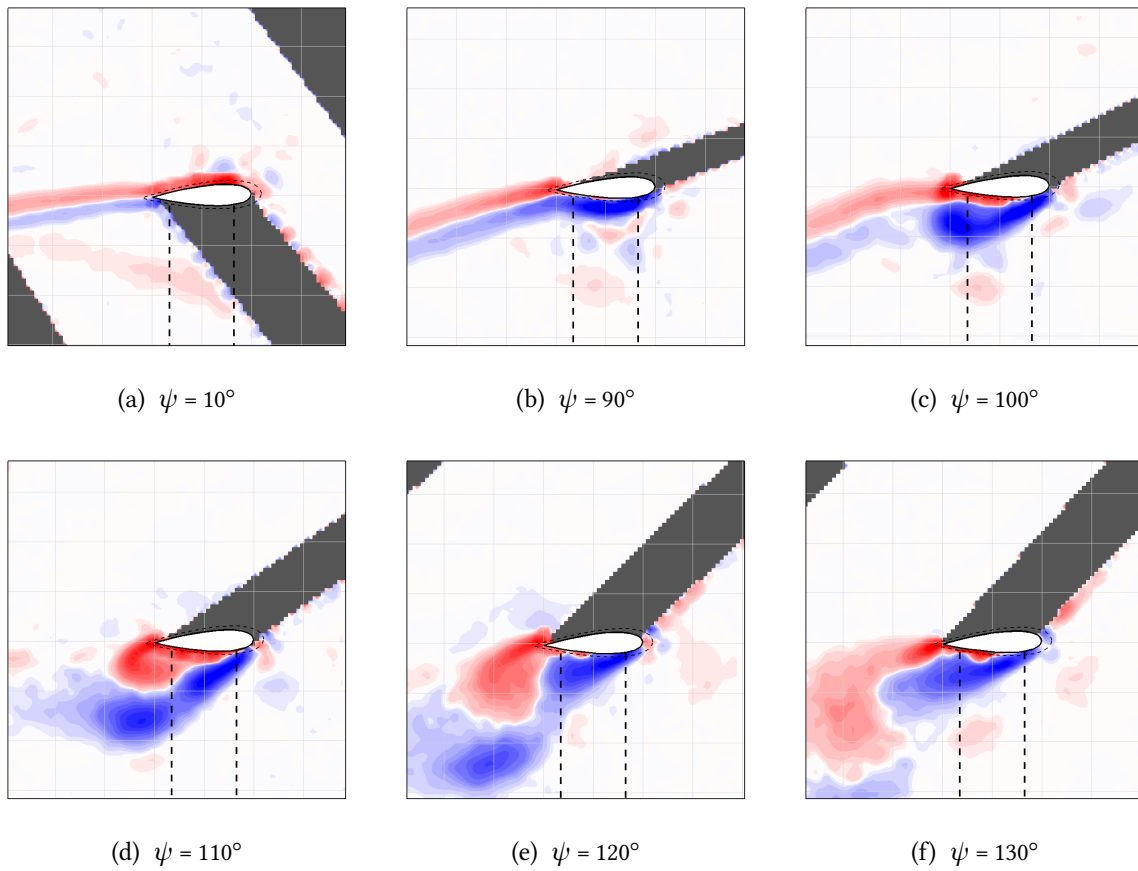 (a) ψ = 10°
(b) ψ = 90°
(c) ψ = 100°
(d) ψ = 110°
(e) ψ = 120°
(f) ψ = 130°